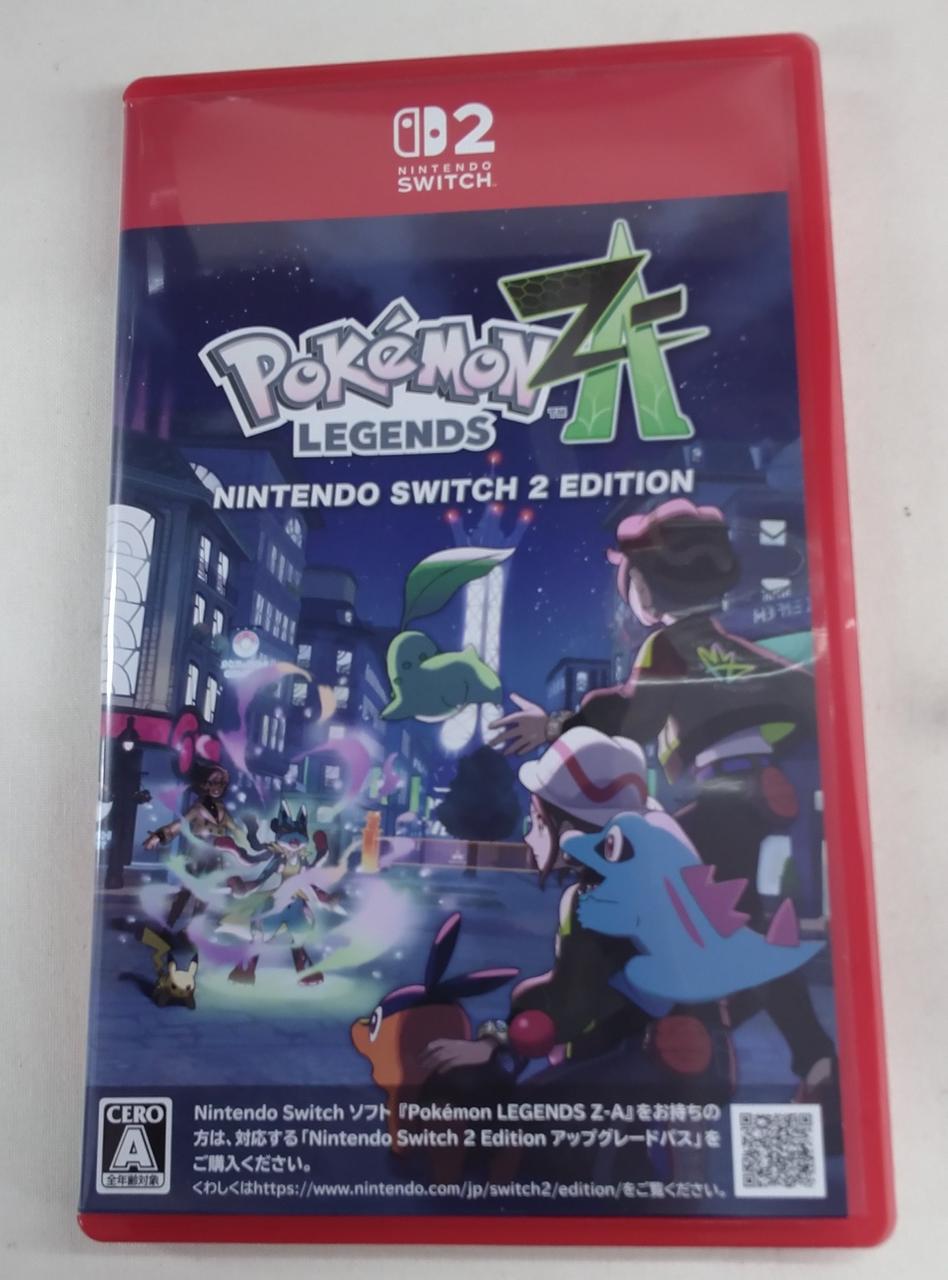 2
NINTENDO
SWITCH™
Pokémon™
LEGENDS
ZA
NINTENDO SWITCH 2 EDITION
CERO
A
全年齢対象
Nintendo Switch ソフト『Pokémon LEGENDS Z-A』をお持ちの
方は、対応する「Nintendo Switch 2 Edition アップグレードパス」を
ご購入ください。
くわしくはhttps://www.nintendo.com/jp/switch2/edition/をご覧ください。